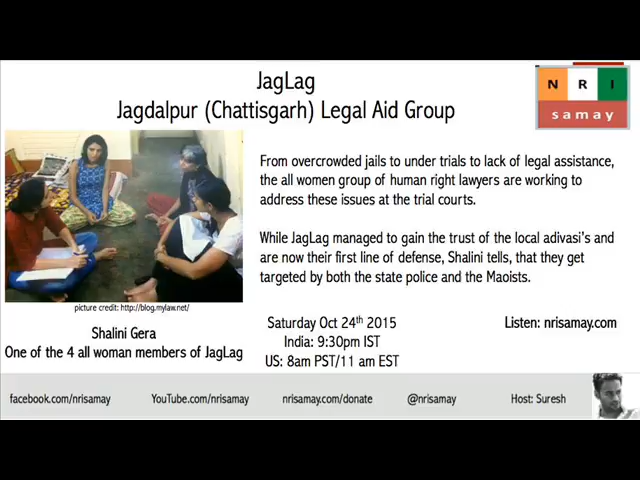 JagLag
Jagdalpur (Chattisgarh) Legal Aid Group
N R I
samay
From overcrowded jails to under trials to lack of legal assistance,
the all women group of human right lawyers are working to
address these issues at the trial courts.
While JagLag managed to gain the trust of the local adivasi's and
are now their first line of defense, Shalini tells, that they get
targeted by both the state police and the Maoists.
picture credit: http://blog.mylaw.net/
Shalini Gera
One of the 4 all woman members of JagLag
Saturday Oct 24th 2015
India: 9:30pm IST
US: 8am PST/11 am EST
Listen: nrisamay.com
facebook.com/nrisamay YouTube.com/nrisamay nrisamay.com/donate @nrisamay Host: Suresh